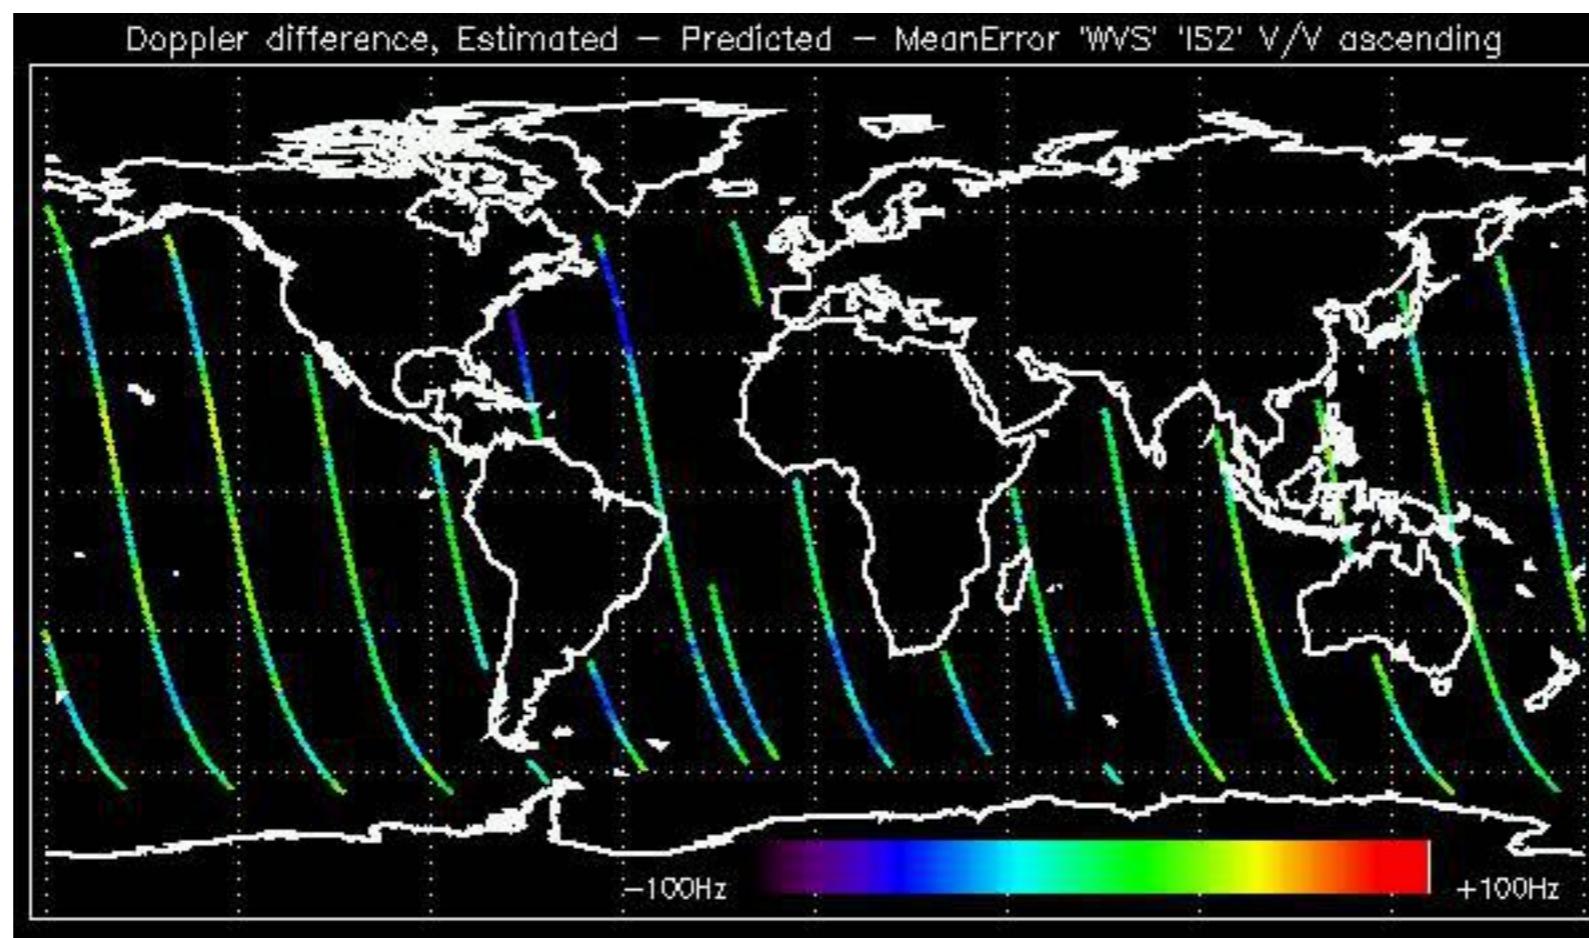 Doppler difference, Estimated − Predicted − MeanError 'WVS' 'IS2' V/V ascending
−100Hz +100Hz